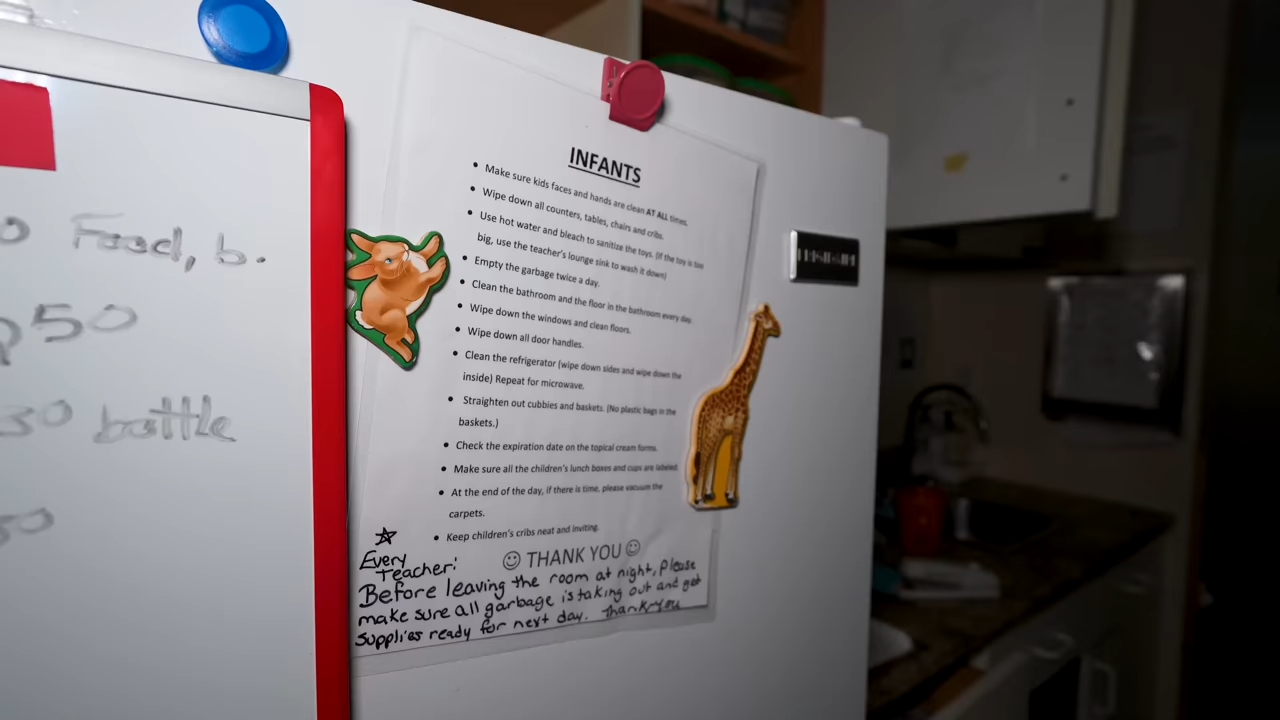 Food, b.
50
30 bottle
INFANTS
• Make sure kids faces and hands are clean AT ALL times.
• Wipe down all counters, tables, chairs and cribs.
• Use hot water and bleach to sanitize the toys. (If the toy is too
big, use the teacher's lounge sink to wash it down)
• Empty the garbage twice a day.
• Clean the bathroom and the floor in the bathroom every day.
• Wipe down the windows and clean floors.
• Wipe down all door handles.
• Clean the refrigerator (wipe down sides and wipe down the
inside) Repeat for microwave.
• Straighten out cubbies and baskets. (No plastic bags in the
baskets.)
• Check the expiration date on the topical cream forms.
• Make sure all the children's lunch boxes and cups are labeled
• At the end of the day, if there is time, please vacuum the
carpets.
• Keep children's cribs neat and inviting.
☺ THANK YOU ☺
☆
Every
Teacher:
Before leaving the room at night, please
make sure all garbage is taking out and get
supplies ready for next day. Thank you
FRIGIDAIRE